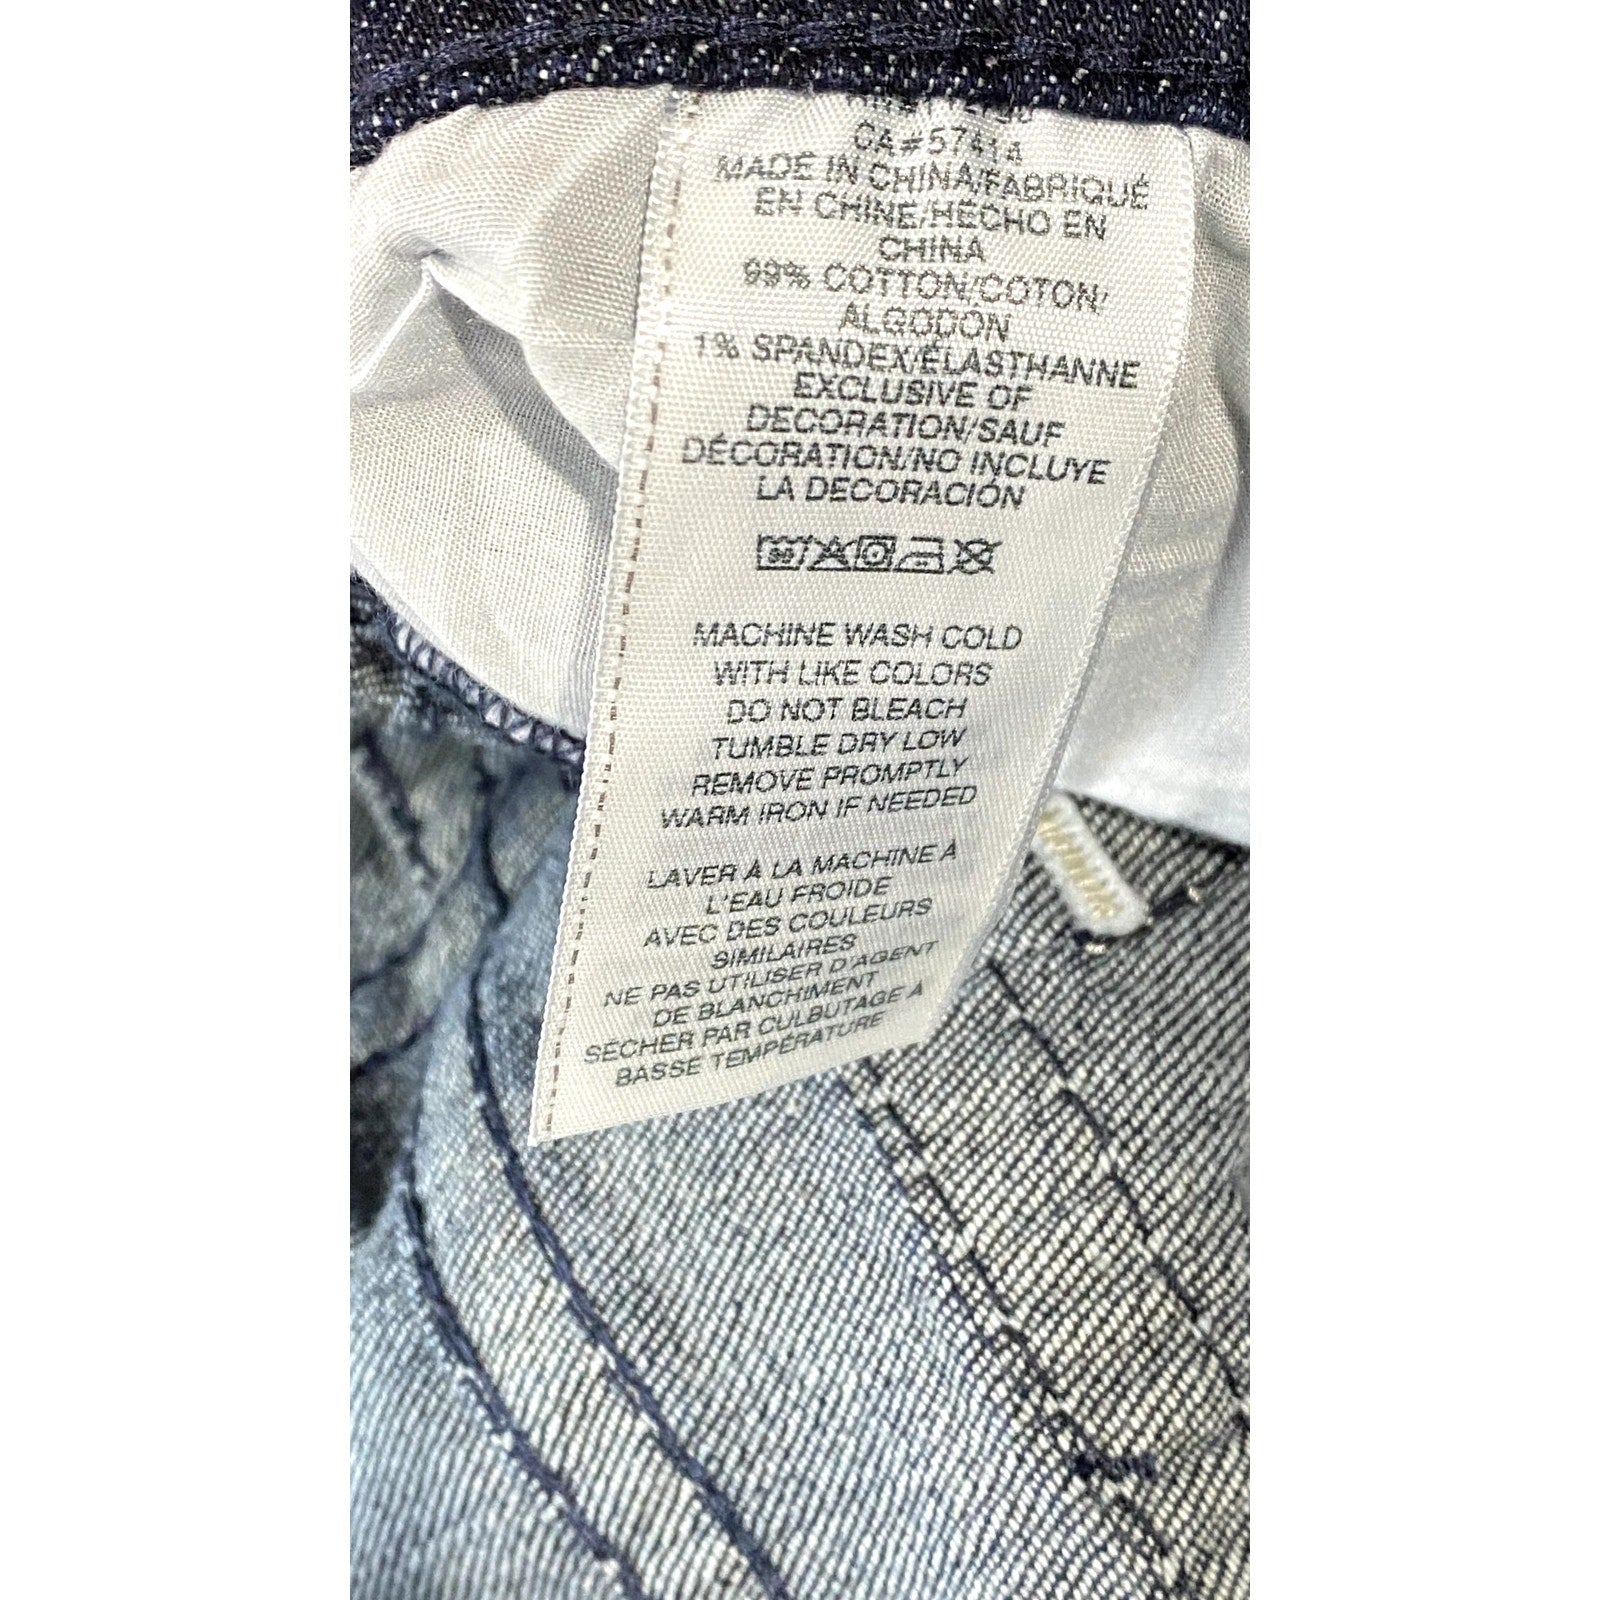 CA#57414
MADE IN CHINA/FABRIQUÉ
EN CHINE/HECHO EN
CHINA
99% COTTON/COTON/
ALGODON
1% SPANDEX/ÉLASTHANNE
EXCLUSIVE OF
DECORATION/SAUF
DÉCORATION/NO INCLUYE
LA DECORACIÓN
MACHINE WASH COLD
WITH LIKE COLORS
DO NOT BLEACH
TUMBLE DRY LOW
REMOVE PROMPTLY
WARM IRON IF NEEDED
LAVER À LA MACHINE À
L'EAU FROIDE
AVEC DES COULEURS
SIMILAIRES
NE PAS UTILISER D'AGENT
DE BLANCHIMENT
SÉCHER PAR CULBUTAGE À
BASSE TEMPÉRATURE